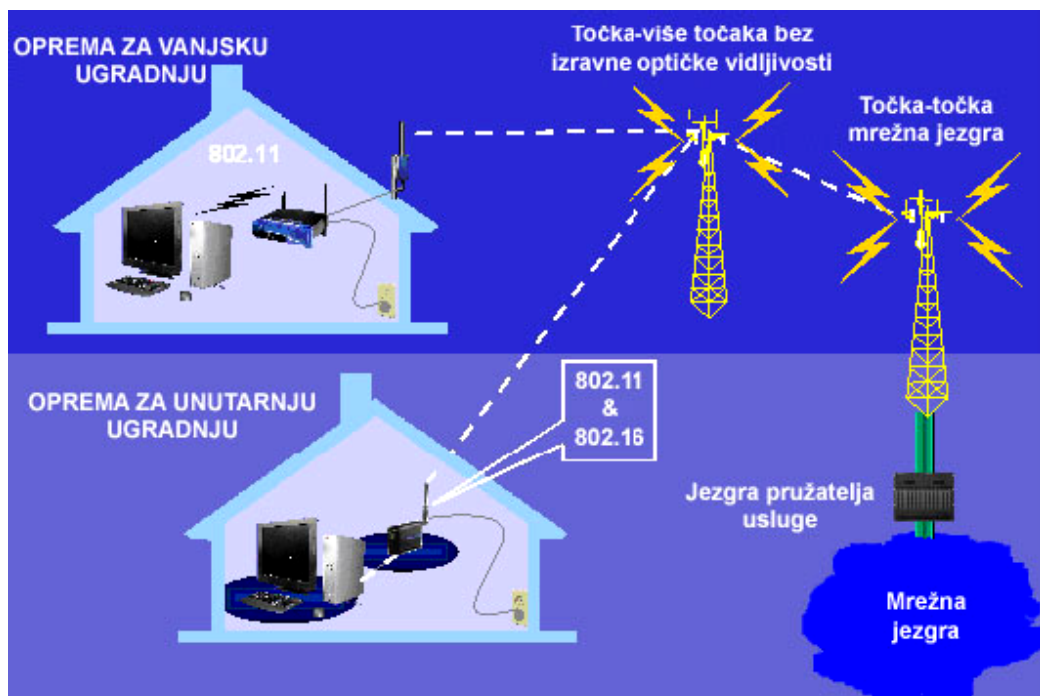 OPREMA ZA VANJSKU
UGRADNJU
802.11
Točka-više točaka bez
izravne optičke vidljivosti
Točka-točka
mrežna jezgra
OPREMA ZA UNUTARNJU
UGRADNJU
802.11
&
802.16
Jezgra pružatelja
usluge
Mrežna
jezgra